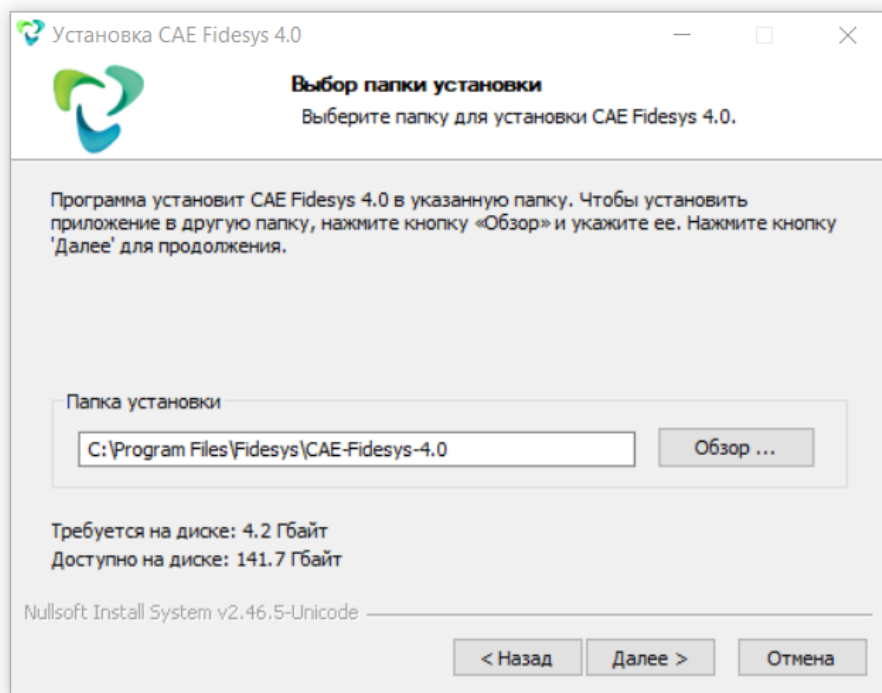 Установка CAE Fidesys 4.0
Выбор папки установки
Выберите папку для установки CAE Fidesys 4.0.
Программа установит CAE Fidesys 4.0 в указанную папку. Чтобы установить
приложение в другую папку, нажмите кнопку «Обзор» и укажите ее. Нажмите кнопку
'Далее' для продолжения.
Папка установки
C:\Program Files\Fidesys\CAE-Fidesys-4.0
Обзор ...
Требуется на диске: 4.2 Гбайт
Доступно на диске: 141.7 Гбайт
Nullsoft Install System v2.46.5-Unicode
< Назад
Далее >
Отмена